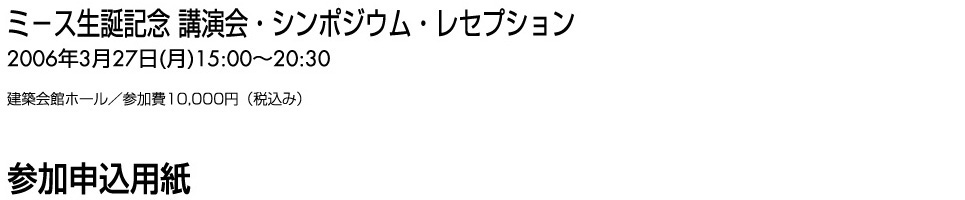 ミース生誕記念 講演会・シンポジウム・レセプション
2006年3月27日(月)15:00〜20:30
建築会館ホール／参加費10,000円（税込み）
参加申込用紙